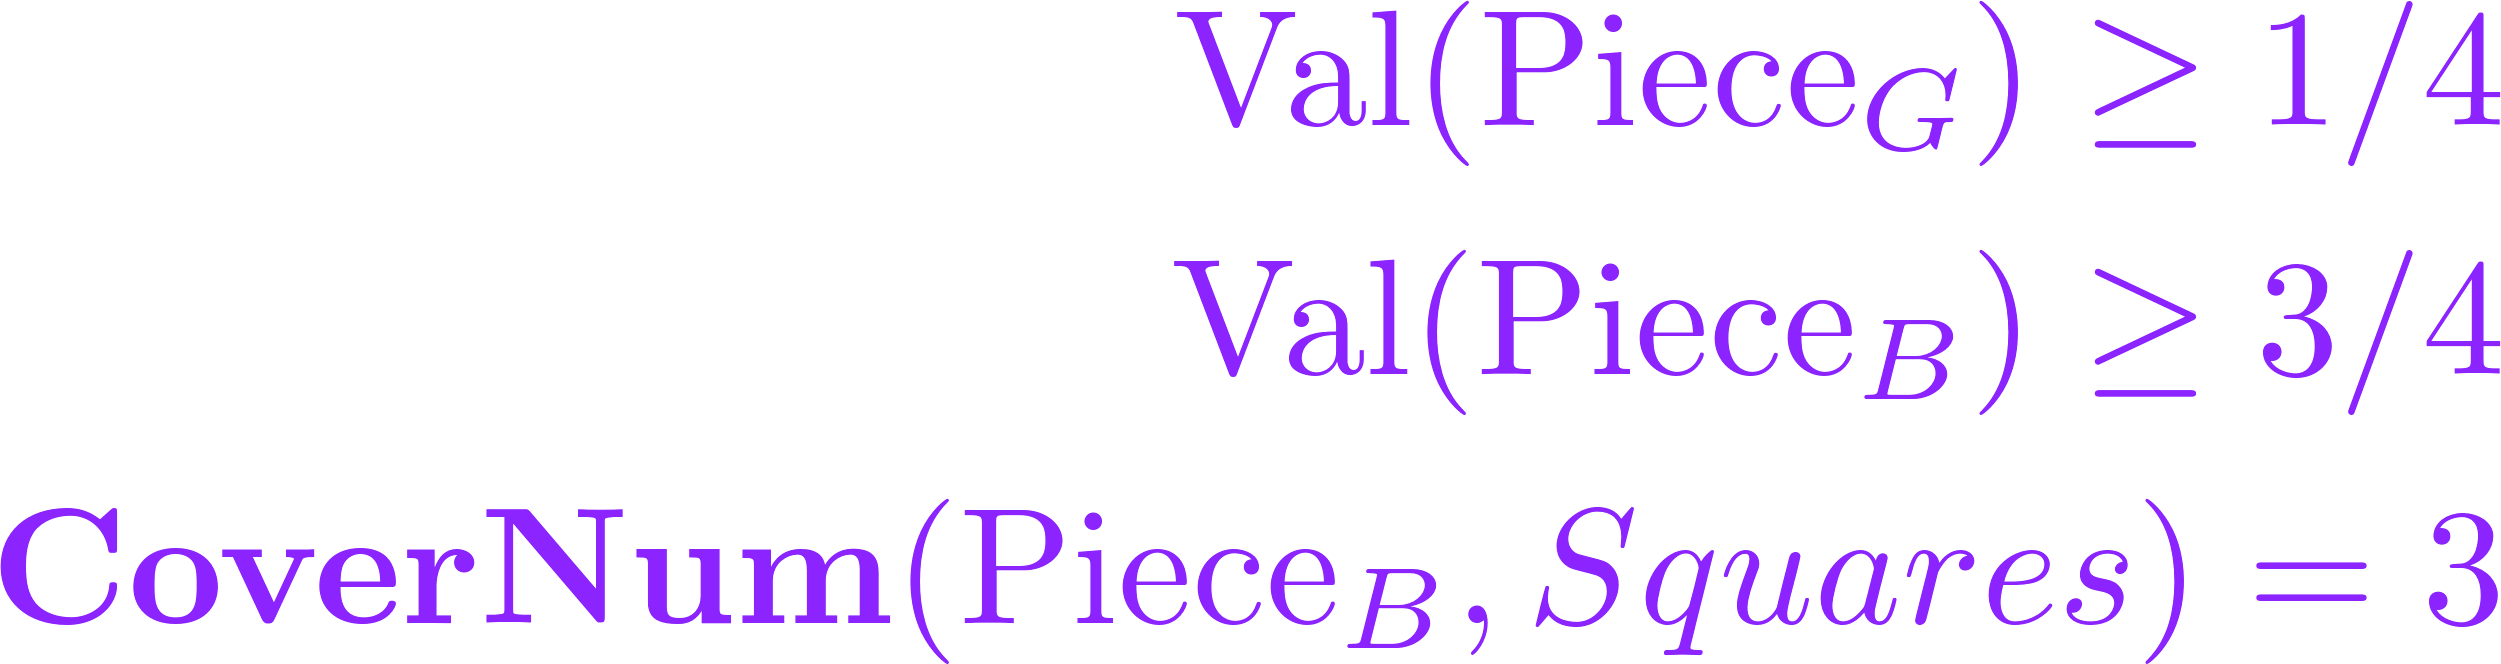 Val(Piece_G) ≥ 1/4
Val(Piece_B) ≥ 3/4
CoverNum(Piece_B, Squares) = 3